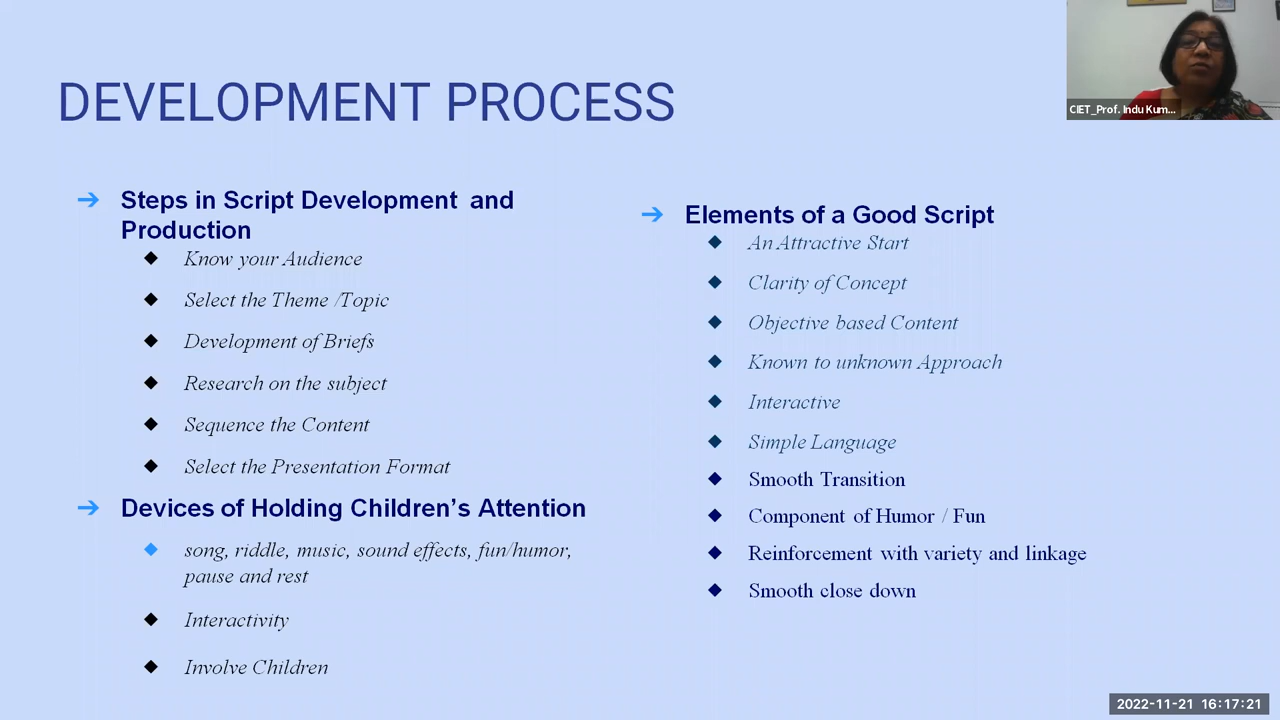 DEVELOPMENT PROCESS
Steps in Script Development and
Production
Know your Audience
Select the Theme /Topic
Development of Briefs
Research on the subject
Sequence the Content
Select the Presentation Format
Devices of Holding Children's Attention
song, riddle, music, sound effects, fun/humor,
pause and rest
Interactivity
Involve Children
Elements of a Good Script
An Attractive Start
Clarity of Concept
Objective based Content
Known to unknown Approach
Interactive
Simple Language
Smooth Transition
Component of Humor / Fun
Reinforcement with variety and linkage
Smooth close down
CIET_Prof. Indu Kum...
2022-11-21 16:17:21